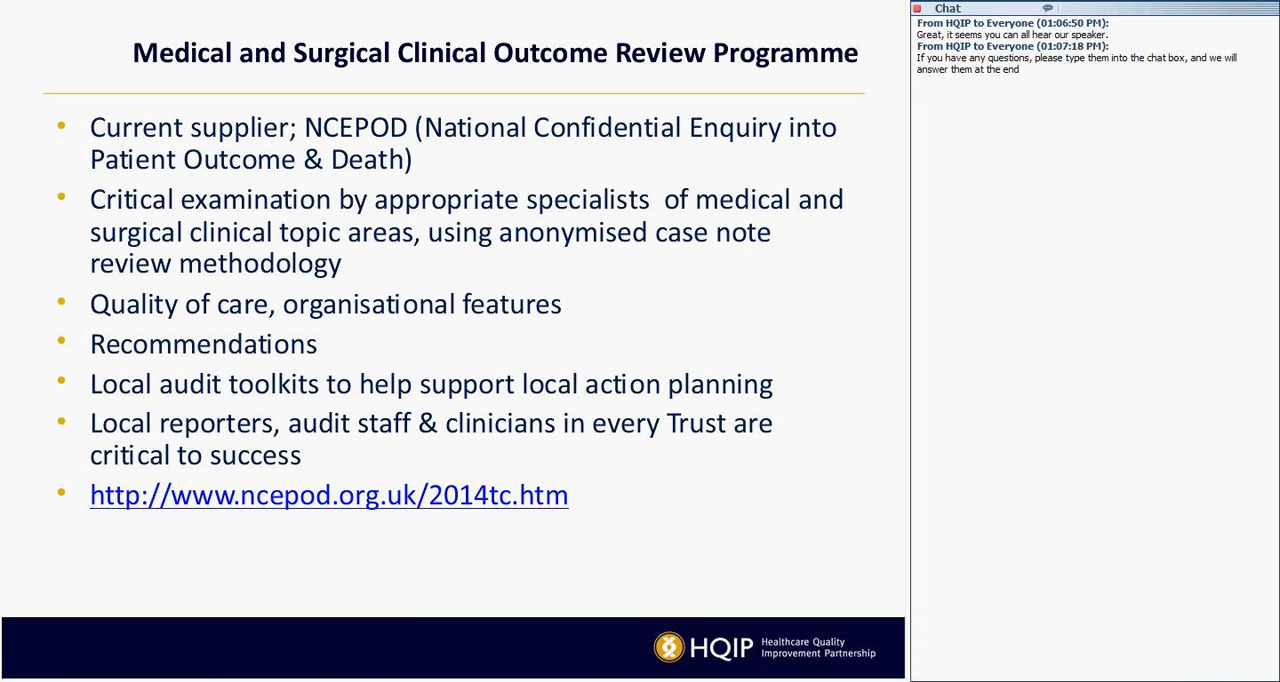 Medical and Surgical Clinical Outcome Review Programme
• Current supplier; NCEPOD (National Confidential Enquiry into
Patient Outcome & Death)
• Critical examination by appropriate specialists  of medical and
surgical clinical topic areas, using anonymised case note
review methodology
• Quality of care, organisational features
• Recommendations
• Local audit toolkits to help support local action planning
• Local reporters, audit staff & clinicians in every Trust are
critical to success
• http://www.ncepod.org.uk/2014tc.htm
HQIP
Healthcare Quality
Improvement Partnership
Chat
From HQIP to Everyone (01:06:50 PM):
Great, it seems you can all hear our speaker.
From HQIP to Everyone (01:07:18 PM):
If you have any questions, please type them into the chat box, and we will
answer them at the end